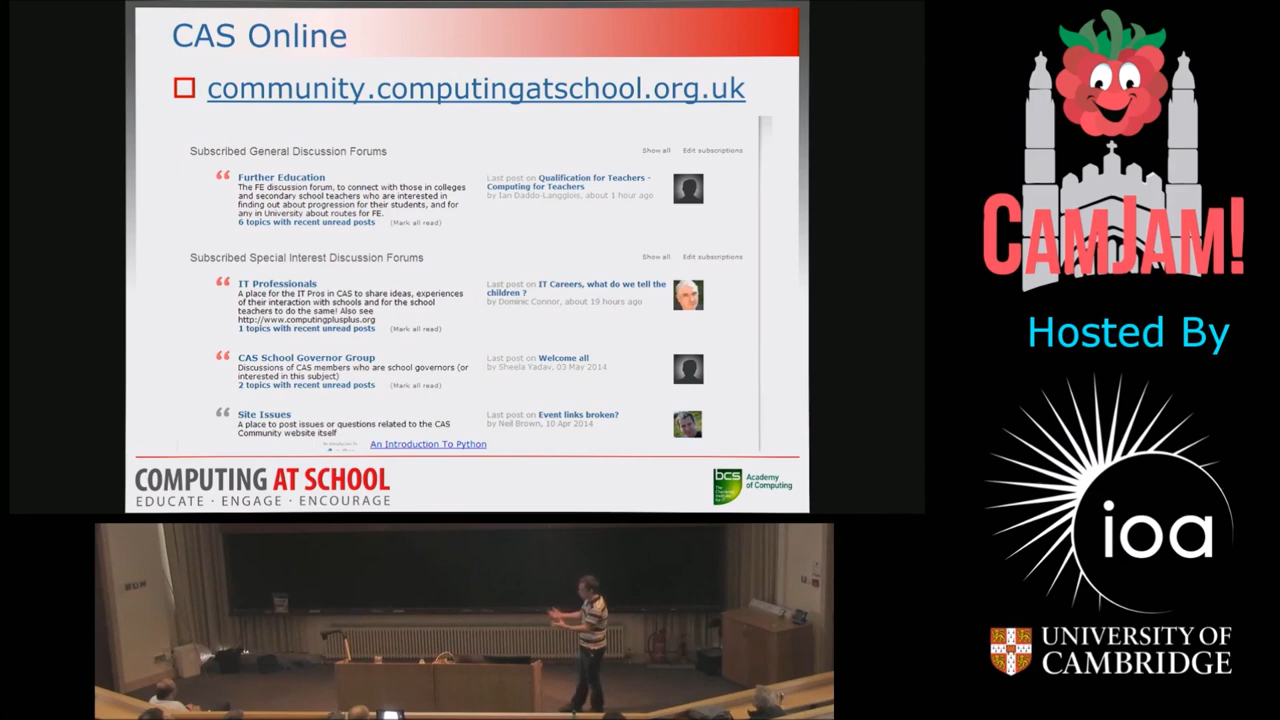 CAS Online
community.computingatschool.org.uk
Subscribed General Discussion Forums
Show all
Edit subscriptions
Further Education
The FE discussion forum, to connect with those in colleges
and secondary school teachers who are interested in
finding out about progression for their students, and for
any in University about routes for FE.
6 topics with recent unread posts (Mark all read)
Last post on Qualification for Teachers -
Computing for Teachers
by Ian Daddo-Langglois, about 1 hour ago
Subscribed Special Interest Discussion Forums
Show all
Edit subscriptions
IT Professionals
A place for the IT Pros in CAS to share ideas, experiences
of their interaction with schools and for the school
teachers to do the same! Also see
http://www.computingplusplus.org
1 topics with recent unread posts (Mark all read)
Last post on IT Careers, what do we tell the
children ?
by Dominic Connor, about 19 hours ago
CAS School Governor Group
Discussions of CAS members who are school governors (or
interested in this subject)
2 topics with recent unread posts (Mark all read)
Last post on Welcome all
by Sheela Yadav, 03 May 2014
Site Issues
A place to post issues or questions related to the CAS
Community website itself
Last post on Event links broken?
by Neil Brown, 10 Apr 2014
An Introduction To Python
COMPUTING AT SCHOOL
EDUCATE · ENGAGE · ENCOURAGE
bcs
Academy
of Computing
CAMJAM!
Hosted By
ioa
UNIVERSITY OF
CAMBRIDGE